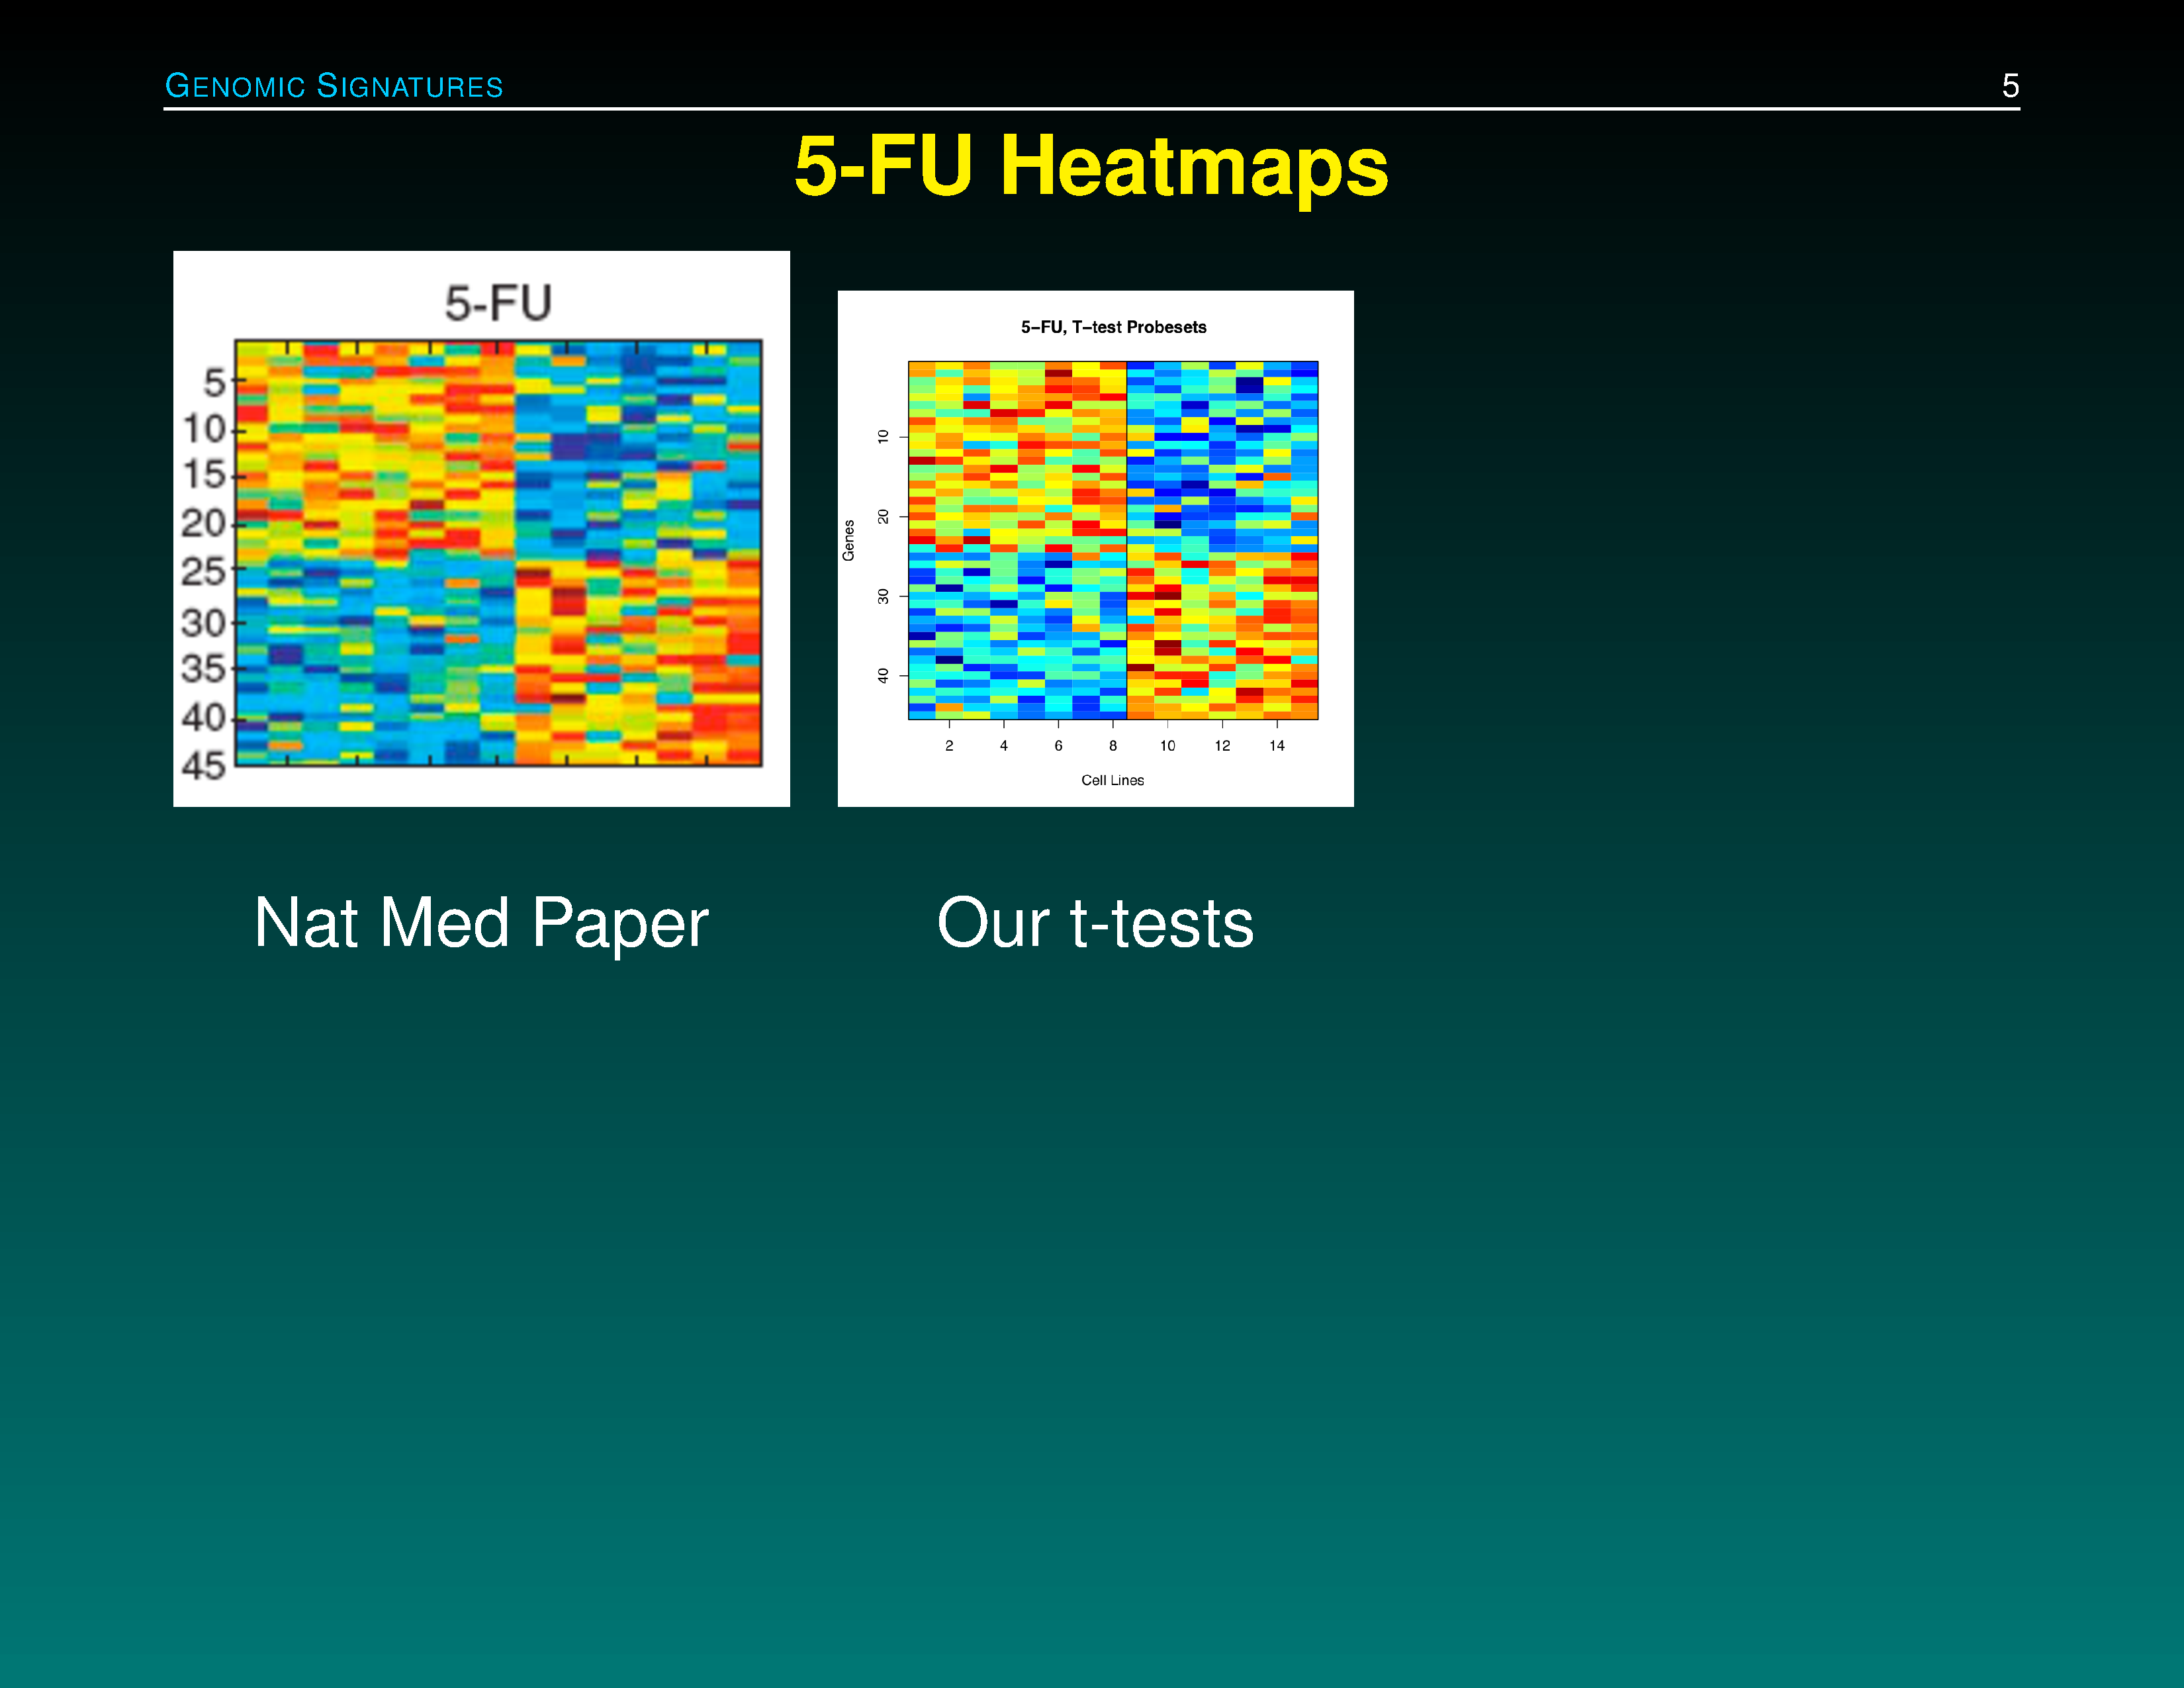 GENOMIC SIGNATURES 5
5-FU Heatmaps
5-FU
5
10
15
20
25
30
35
40
45
5−FU, T−test Probesets
Genes
10
20
30
40
2 4 6 8 10 12 14
Cell Lines
Nat Med Paper
Our t-tests